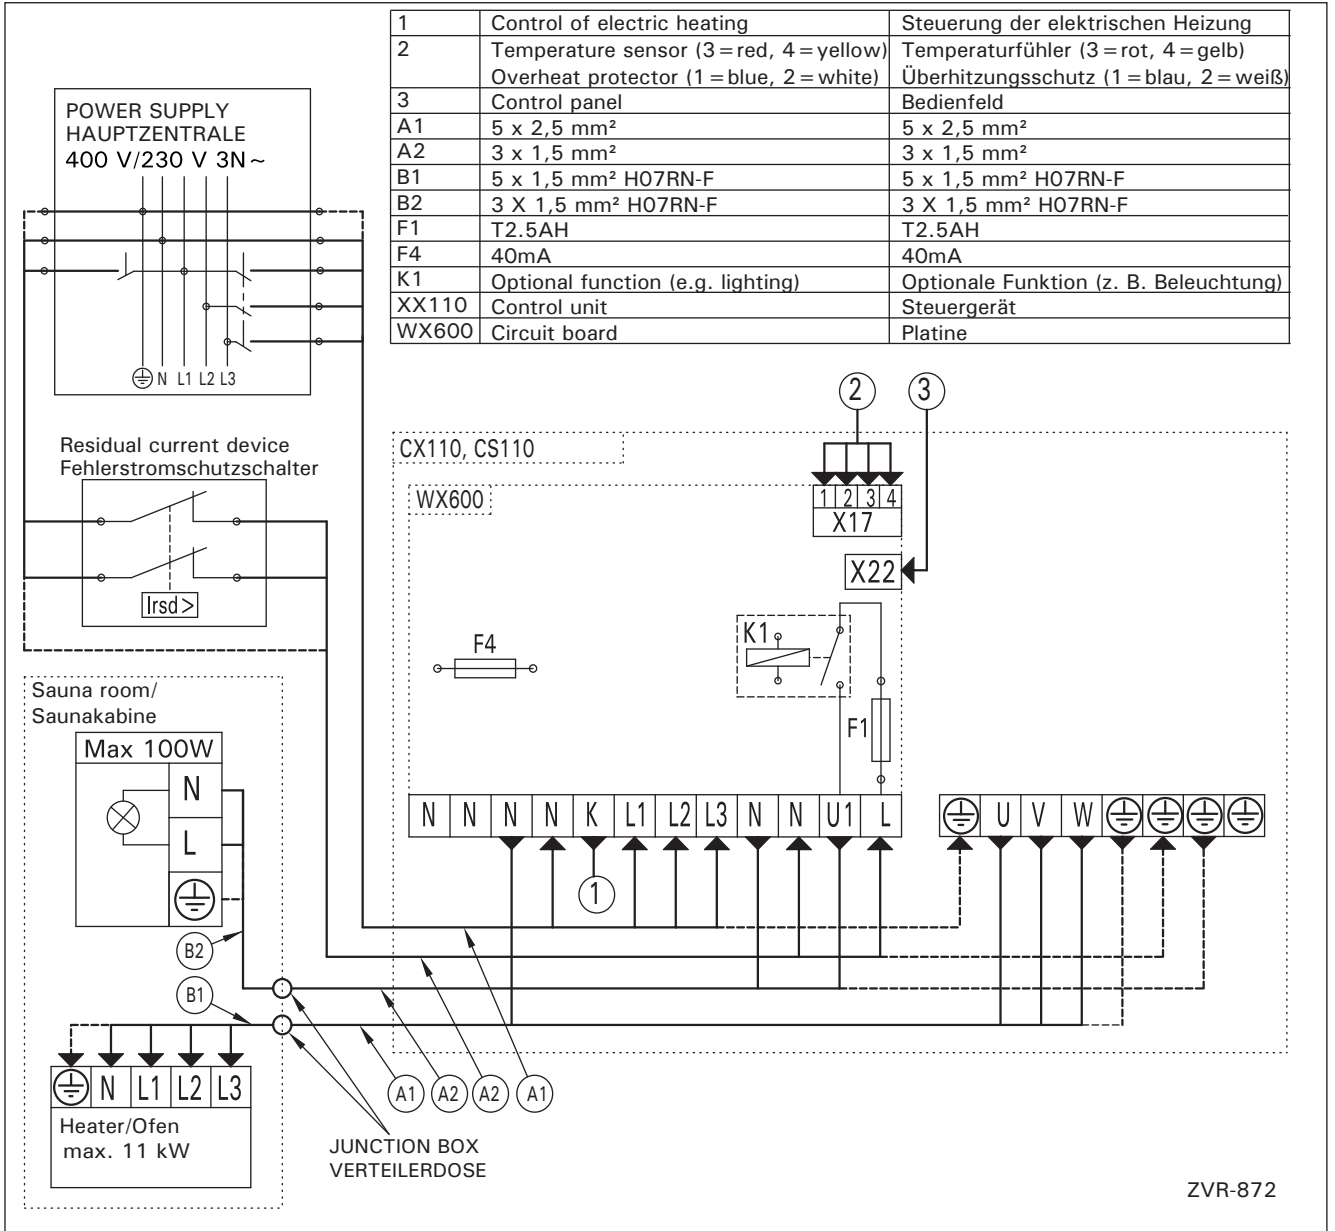 1 Control of electric heating Steuerung der elektrischen Heizung
2 Temperature sensor (3=red, 4=yellow) Temperaturfühler (3=rot, 4=gelb)
Overheat protector (1=blue, 2=white) Überhitzungsschutz (1=blau, 2=weiß)
3 Control panel Bedienfeld
A1 5 x 2,5 mm² 5 x 2,5 mm²
A2 3 x 1,5 mm² 3 x 1,5 mm²
B1 5 x 1,5 mm² H07RN-F 5 x 1,5 mm² H07RN-F
B2 3 X 1,5 mm² H07RN-F 3 X 1,5 mm² H07RN-F
F1 T2.5AH T2.5AH
F4 40mA 40mA
K1 Optional function (e.g. lighting) Optionale Funktion (z. B. Beleuchtung)
XX110 Control unit Steuergerät
WX600 Circuit board Platine
POWER SUPPLY
HAUPTZENTRALE
400 V/230 V 3N~
N L1 L2 L3
Residual current device
Fehlerstromschutzschalter
Irsd>
2 3
CX110, CS110
WX600
1 2 3 4
X17
X22
K1
F4
F1
Sauna room/
Saunakabine
Max 100W
N
L
N N N N K L1 L2 L3 N N U1 L
U V W
1
B2
B1
N L1 L2 L3
Heater/Ofen
max. 11 kW
A1 A2 A2 A1
JUNCTION BOX
VERTEILERDOSE
ZVR-872